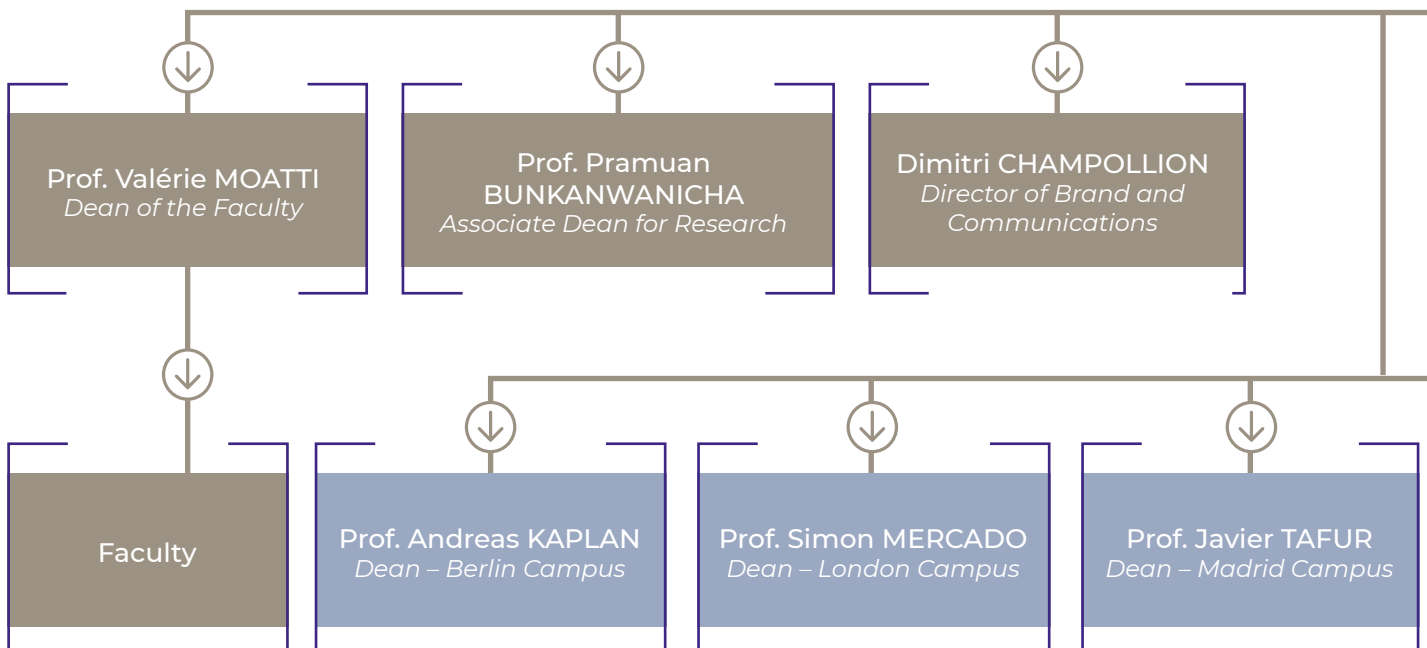 Prof. Valérie MOATTI
Dean of the Faculty
Prof. Pramuan
BUNKANWANICHA
Associate Dean for Research
Dimitri CHAMPOLLION
Director of Brand and
Communications
Faculty
Prof. Andreas KAPLAN
Dean – Berlin Campus
Prof. Simon MERCADO
Dean – London Campus
Prof. Javier TAFUR
Dean – Madrid Campus